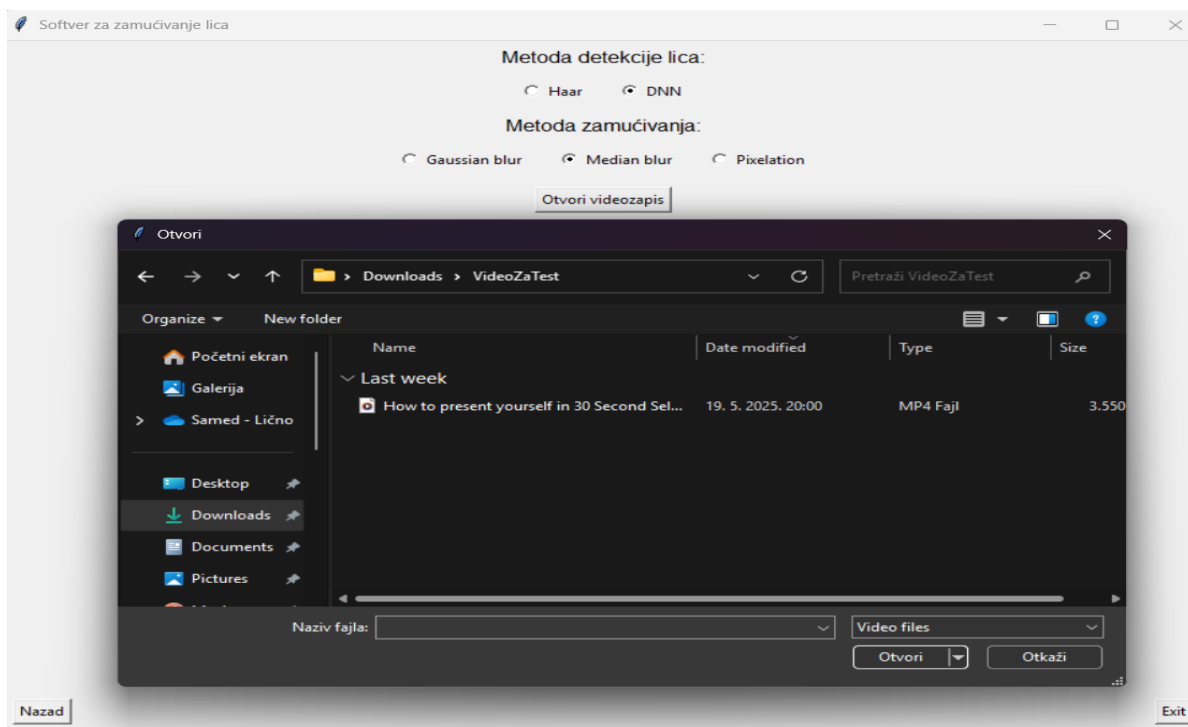 Softver za zamućivanje lica
Metoda detekcije lica:
Haar DNN
Metoda zamućivanja:
Gaussian blur Median blur Pixelation
Otvori videozapis
Otvori
Downloads VideoZaTest Pretraži VideoZaTest
Organize New folder
Name Date modified Type Size
Početni ekran
Last week
Galerija
How to present yourself in 30 Second Sel... 19. 5. 2025. 20:00 MP4 Fajl 3.550
Samed - Lično
Desktop
Downloads
Documents
Pictures
Naziv fajla: Video files
Otvori Otkaži
Nazad Exit